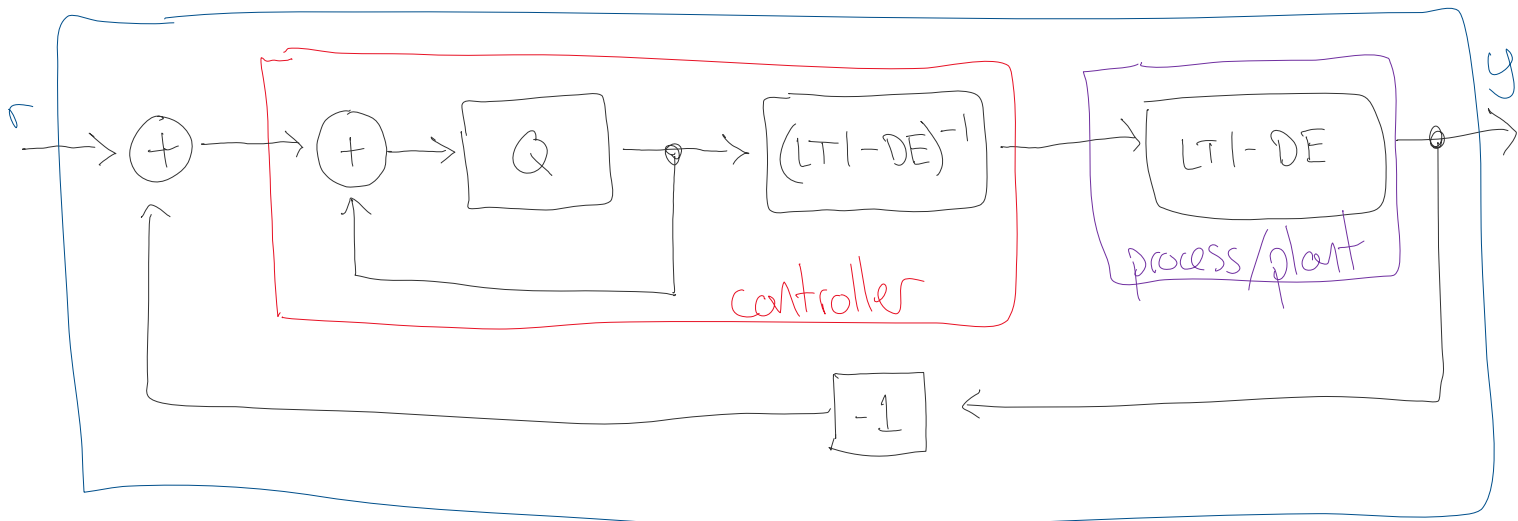 r
y
+
+
Q
(LTI-DE)⁻¹
LTI-DE
process/plant
controller
-1